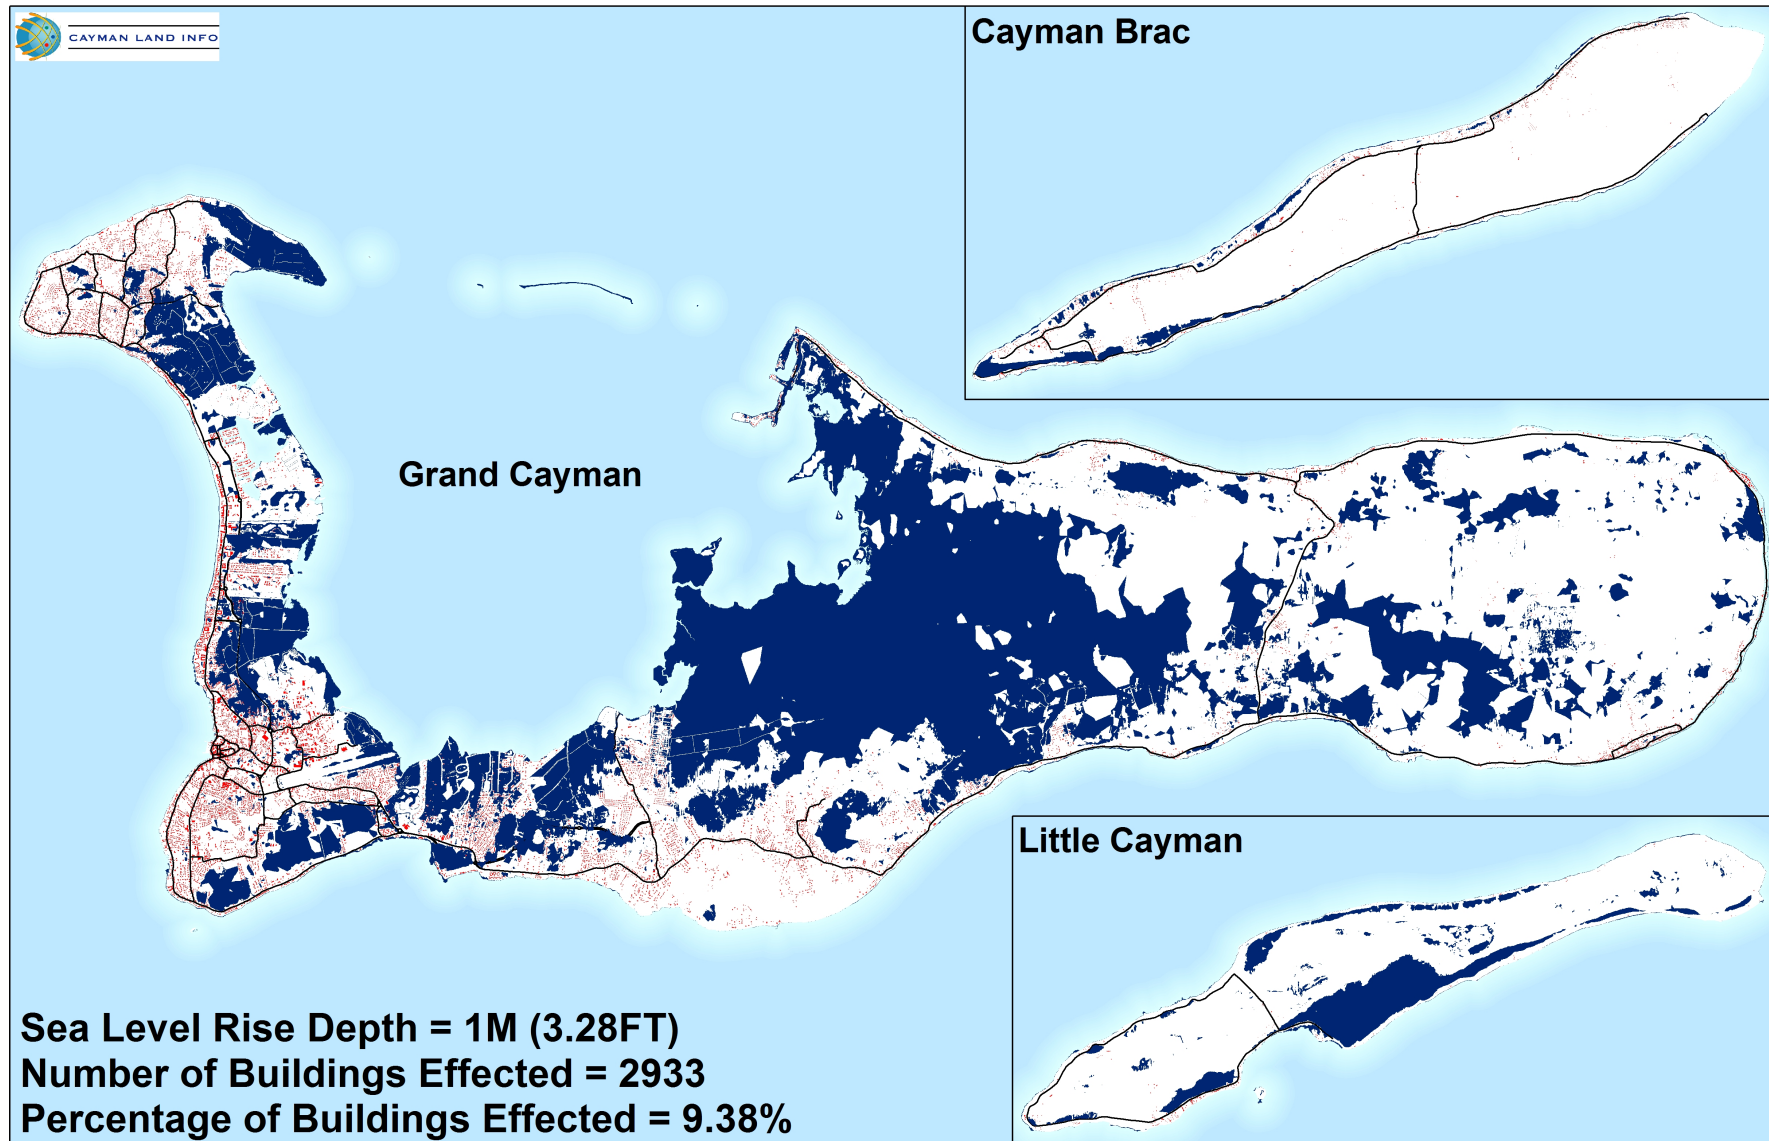 CAYMAN LAND INFO
Cayman Brac
Grand Cayman
Little Cayman
Sea Level Rise Depth = 1M (3.28FT)
Number of Buildings Effected = 2933
Percentage of Buildings Effected = 9.38%